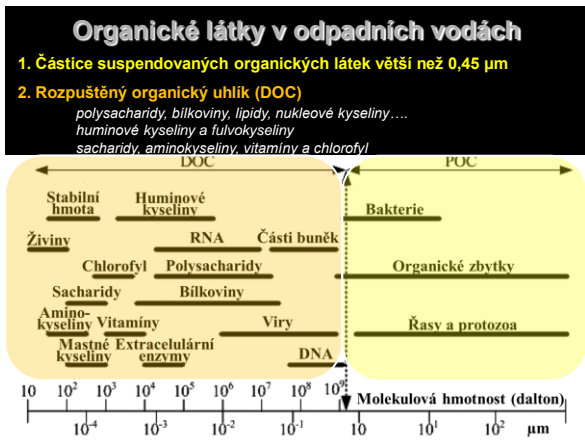 Organické látky v odpadních vodách
1. Částice suspendovaných organických látek větší než 0,45 µm
2. Rozpuštěný organický uhlík (DOC)
polysacharidy, bílkoviny, lipidy, nukleové kyseliny….
huminové kyseliny a fulvokyseliny
sacharidy, aminokyseliny, vitamíny a chlorofyl
DOC POC
Stabilní hmota Huminové kyseliny Bakterie
Živiny RNA Části buněk
Chlorofyl Polysacharidy Organické zbytky
Sacharidy Bílkoviny
Amino-kyseliny Vitamíny Viry Řasy a protozoa
Mastné kyseliny Extracelulární enzymy DNA
10 10² 10³ 10⁴ 10⁵ 10⁶ 10⁷ 10⁸ 10⁹ Molekulová hmotnost (dalton)
10⁻⁴ 10⁻³ 10⁻² 10⁻¹ 10 10¹ 10² µm